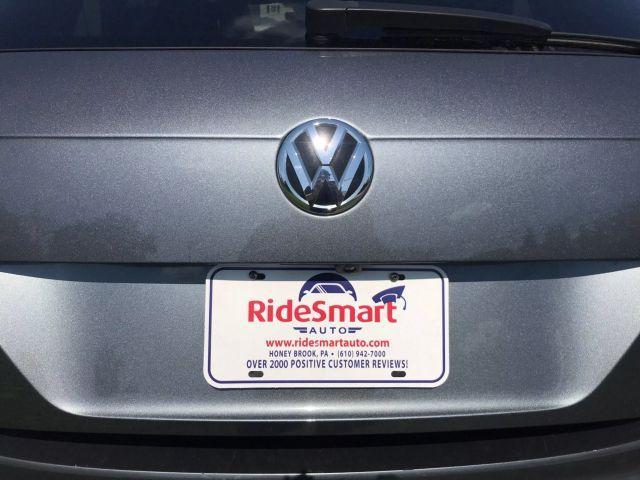 RideSmart
AUTO
www.ridesmartauto.com
HONEY BROOK, PA • (610) 942-7000
OVER 2000 POSITIVE CUSTOMER REVIEWS!